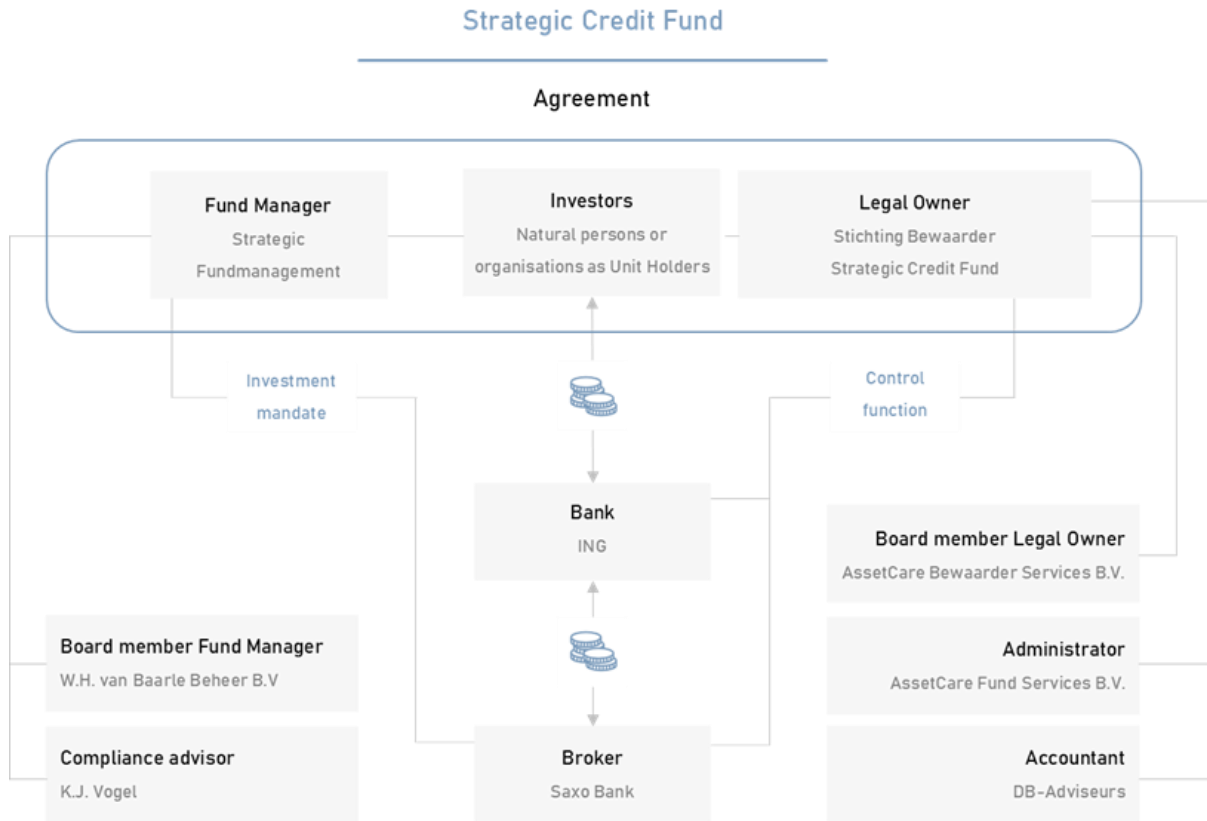 Strategic Credit Fund
Agreement
Fund Manager
Strategic
Fundmanagement
Investors
Natural persons or
organisations as Unit Holders
Legal Owner
Stichting Bewaarder
Strategic Credit Fund
Investment
mandate
Control
function
Bank
ING
Board member Legal Owner
AssetCare Bewaarder Services B.V.
Board member Fund Manager
W.H. van Baarle Beheer B.V
Administrator
AssetCare Fund Services B.V.
Compliance advisor
K.J. Vogel
Broker
Saxo Bank
Accountant
DB-Adviseurs